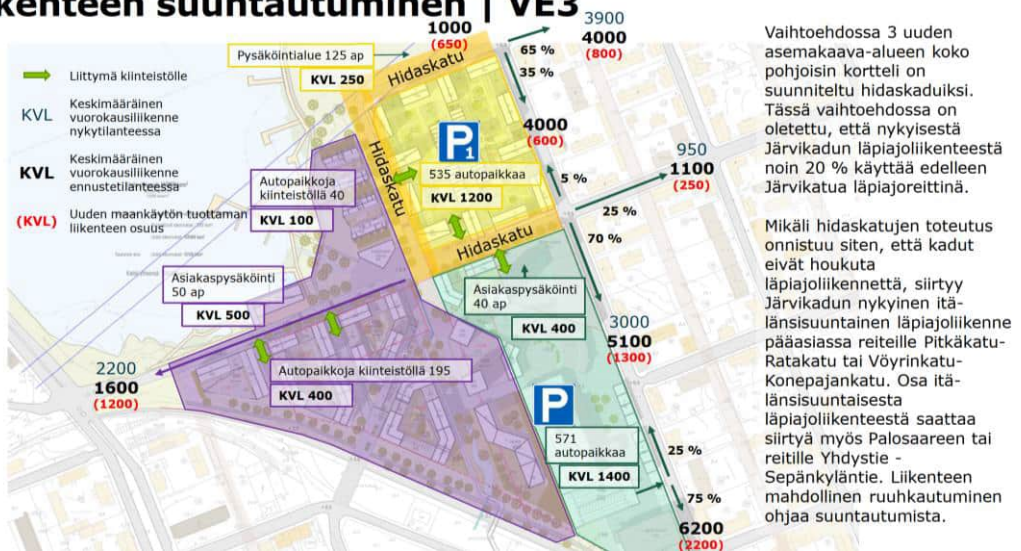 kenteen suuntautuminen | VE3
Liittymä kiinteistölle
KVL
Keskimääräinen
vuorokausiliikenne
nykytilanteessa
KVL
Keskimääräinen
vuorokausiliikenne
ennustetilanteessa
(KVL)
Uuden maankäytön tuottaman
liikenteen osuus
Pysäköintialue 125 ap
KVL 250
1000
(650)
3900
4000
(800)
65 %
35 %
Hidaskatu
4000
(600)
P1
535 autopaikkaa
KVL 1200
Hidaskatu
Autopaikkoja
kiinteistöllä 40
KVL 100
5 %
950
1100
(250)
25 %
70 %
Hidaskatu
Asiakaspysäköinti
50 ap
KVL 500
Asiakaspysäköinti
40 ap
KVL 400
3000
5100
(1300)
2200
1600
(1200)
Autopaikkoja kiinteistöllä 195
KVL 400
P
571
autopaikkaa
KVL 1400
25 %
75 %
6200
(2200)
Vaihtoehdossa 3 uuden
asemakaava-alueen koko
pohjoisin kortteli on
suunniteltu hidaskaduiksi.
Tässä vaihtoehdossa on
oletettu, että nykyisestä
Järvikadun läpiajoliikenteestä
noin 20 % käyttää edelleen
Järvikatua läpiajoreittinä.
Mikäli hidaskatujen toteutus
onnistuu siten, että kadut
eivät houkuta
läpiajoliikennettä, siirtyy
Järvikadun nykyinen itä-
länsisuuntainen läpiajoliikenne
pääasiassa reiteille Pitkäkatu-
Ratakatu tai Vöyrinkatu-
Konepajankatu. Osa itä-
länsisuuntaisesta
läpiajoliikenteestä saattaa
siirtyä myös Palosaareen tai
reitille Yhdystie -
Sepänkyläntie. Liikenteen
mahdollinen ruuhkautuminen
ohjaa suuntautumista.